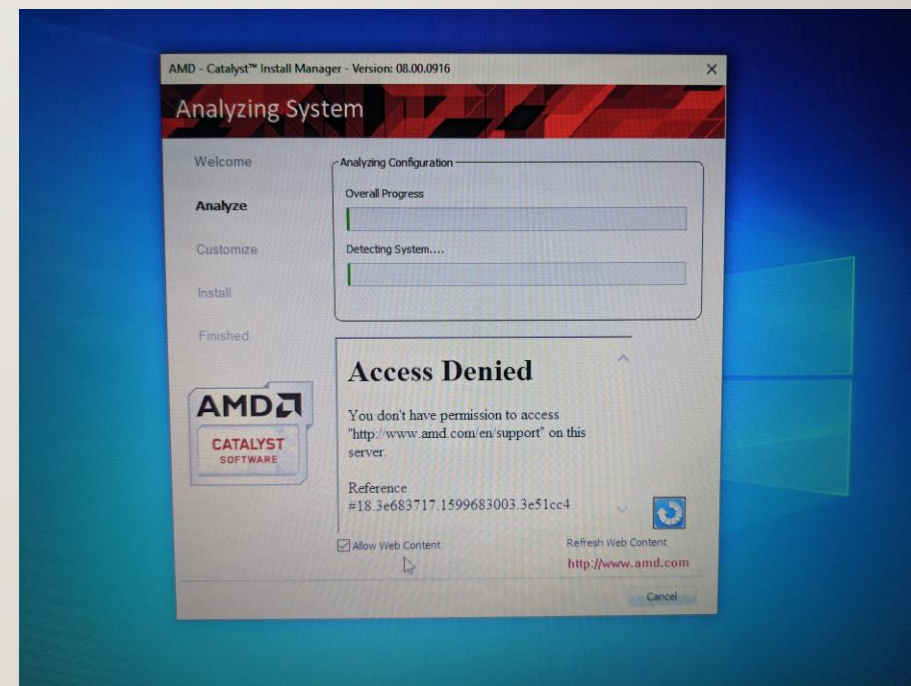 AMD - Catalyst™ Install Manager - Version: 08.00.0916
Analyzing System
Welcome
Analyze
Customize
Install
Finished
Analyzing Configuration
Overall Progress
Detecting System....
AMD
CATALYST
SOFTWARE
Access Denied
You don't have permission to access
"http://www.amd.com/en/support" on this
server.
Reference
#18.3e683717.1599683003.3e51cc4
Allow Web Content
Refresh Web Content
http://www.amd.com
Cancel